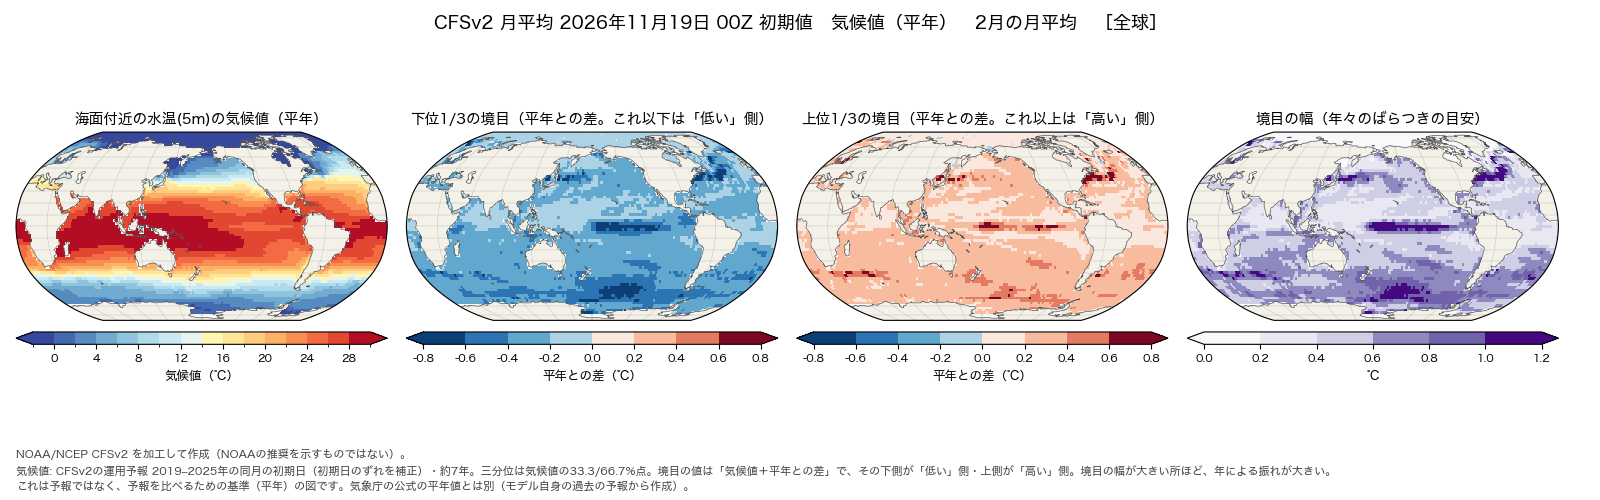 CFSv2 月平均 2026年11月19日 00Z 初期値　気候値（平年）　2月の月平均　［全球］
海面付近の水温(5m)の気候値（平年）
下位1/3の境目（平年との差。これ以下は「低い」側）
上位1/3の境目（平年との差。これ以上は「高い」側）
境目の幅（年々のばらつきの目安）
0 4 8 12 16 20 24 28
気候値（℃）
-0.8 -0.6 -0.4 -0.2 0.0 0.2 0.4 0.6 0.8
平年との差（℃）
-0.8 -0.6 -0.4 -0.2 0.0 0.2 0.4 0.6 0.8
平年との差（℃）
0.0 0.2 0.4 0.6 0.8 1.0 1.2
℃
NOAA/NCEP CFSv2 を加工して作成（NOAAの推奨を示すものではない）。
気候値: CFSv2の運用予報 2019–2025年の同月の初期日（初期日のずれを補正）・約7年。三分位は気候値の33.3/66.7%点。境目の値は「気候値＋平年との差」で、その下側が「低い」側・上側が「高い」側。境目の幅が大きい所ほど、年による振れが大きい。
これは予報ではなく、予報を比べるための基準（平年）の図です。気象庁の公式の平年値とは別（モデル自身の過去の予報から作成）。